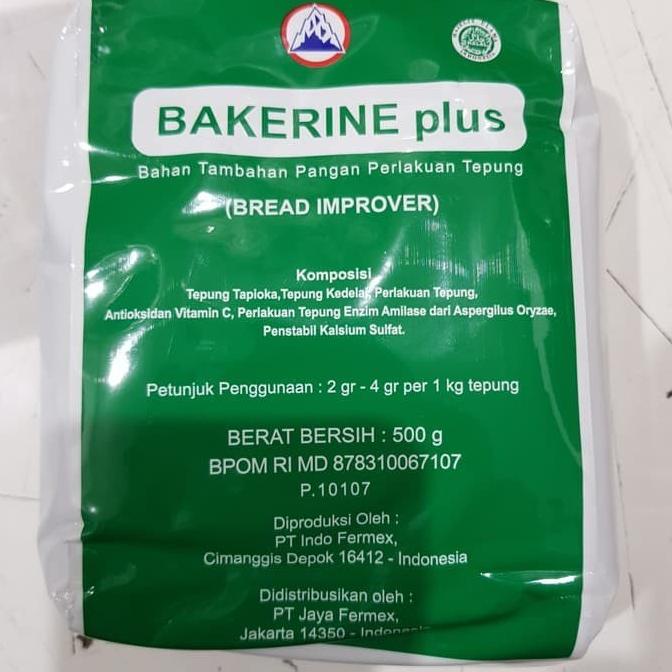 BAKERINE plus
Bahan Tambahan Pangan Perlakuan Tepung
(BREAD IMPROVER)
Komposisi
Tepung Tapioka,Tepung Kedelai, Perlakuan Tepung,
Antioksidan Vitamin C, Perlakuan Tepung Enzim Amilase dari Aspergilus Oryzae,
Penstabil Kalsium Sulfat.
Petunjuk Penggunaan : 2 gr - 4 gr per 1 kg tepung
BERAT BERSIH : 500 g
BPOM RI MD 878310067107
P.10107
Diproduksi Oleh :
PT Indo Fermex,
Cimanggis Depok 16412 - Indonesia
Didistribusikan oleh :
PT Jaya Fermex,
Jakarta 14350 - Indonesia